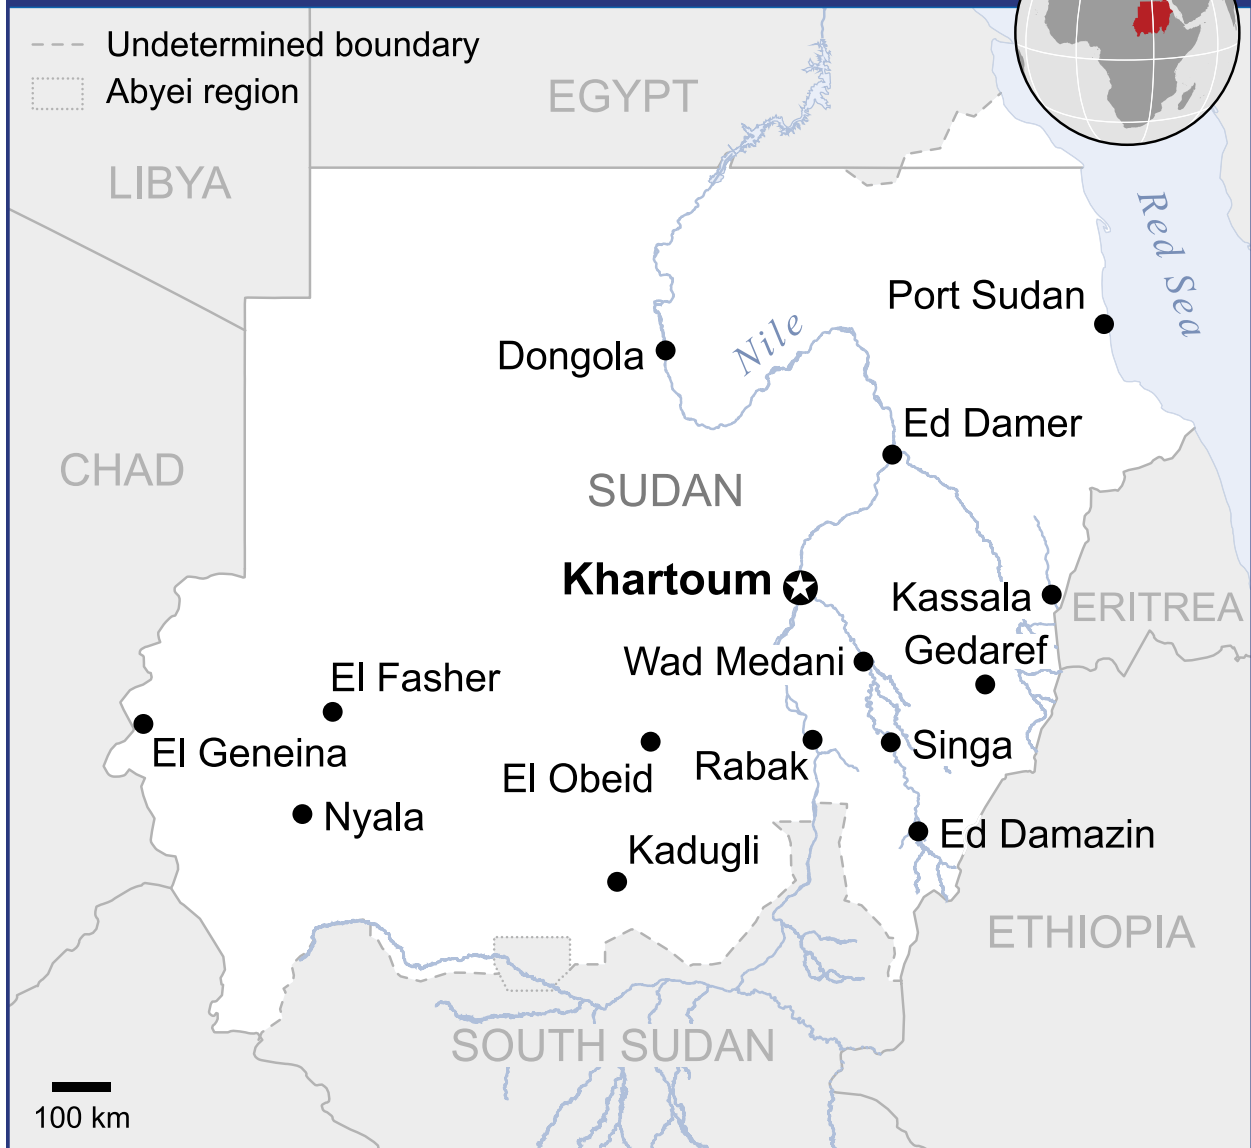 Undetermined boundary
Abyei region
EGYPT
LIBYA
Red Sea
Port Sudan
Nile
Dongola
Ed Damer
CHAD
SUDAN
Khartoum
Kassala
ERITREA
Gedaref
Wad Medani
El Fasher
El Geneina
Singa
Rabak
El Obeid
Nyala
Ed Damazin
Kadugli
ETHIOPIA
SOUTH SUDAN
100 km